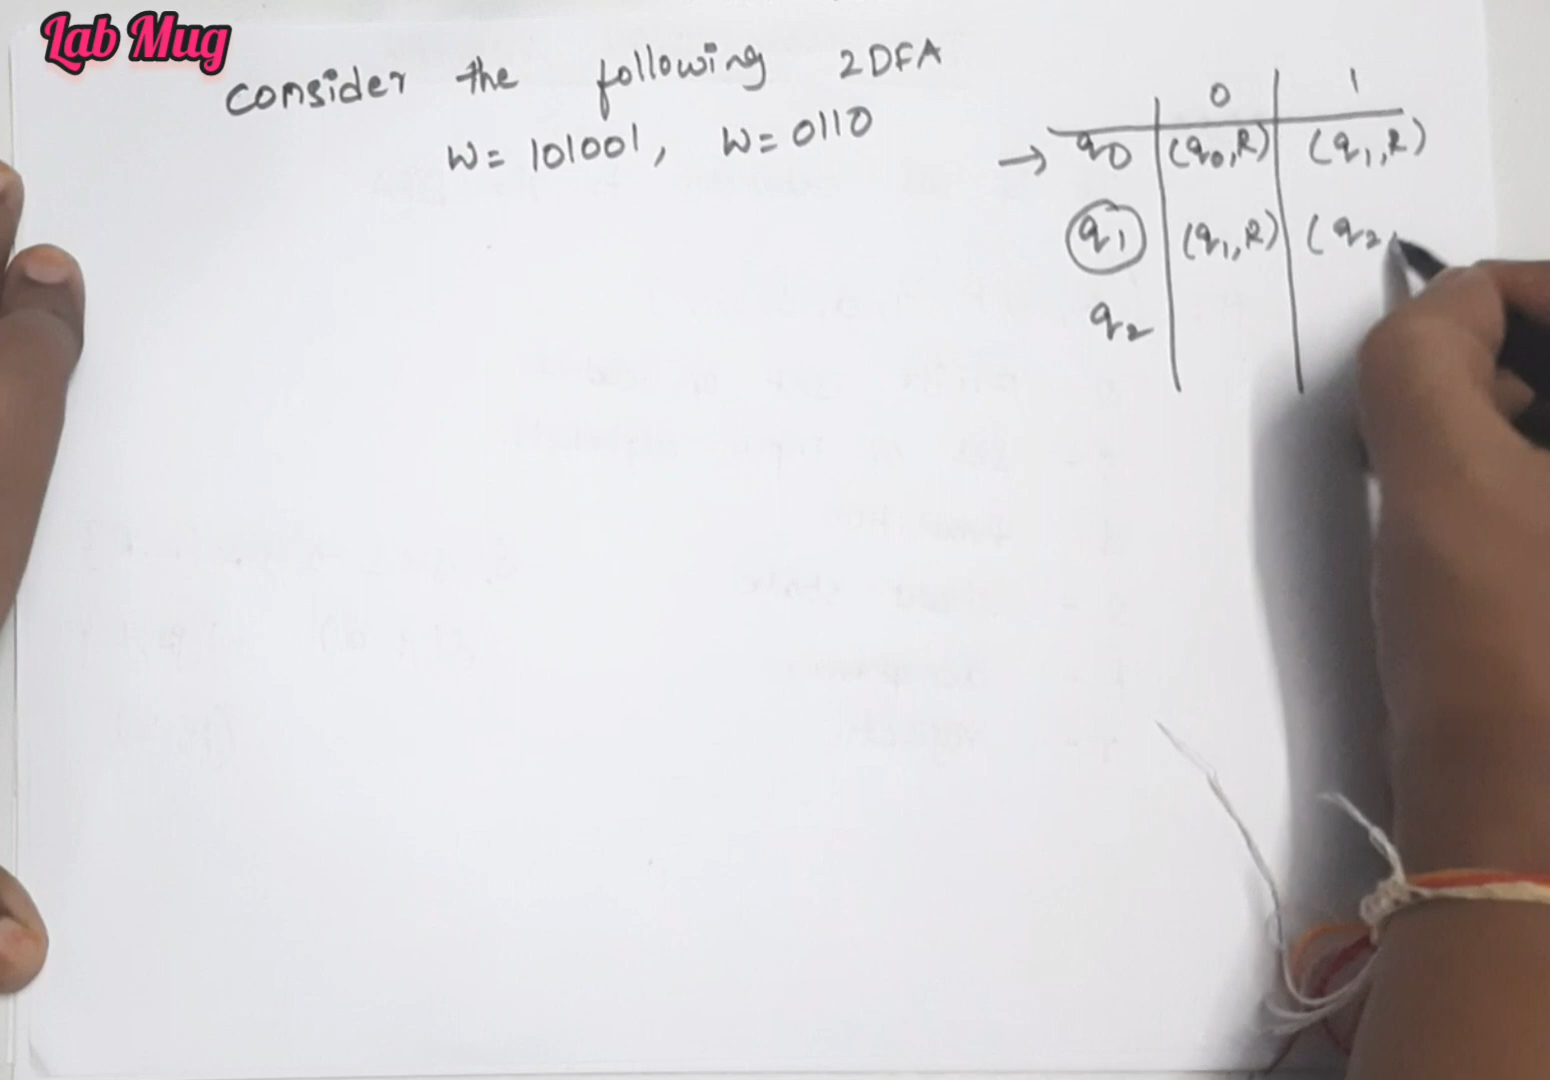 Lab Mug
consider the following 2DFA
W= 101001, W= 0110
0 1
→ q0 (q0,R) (q1,R)
q1 (q1,R) (q2,
q2